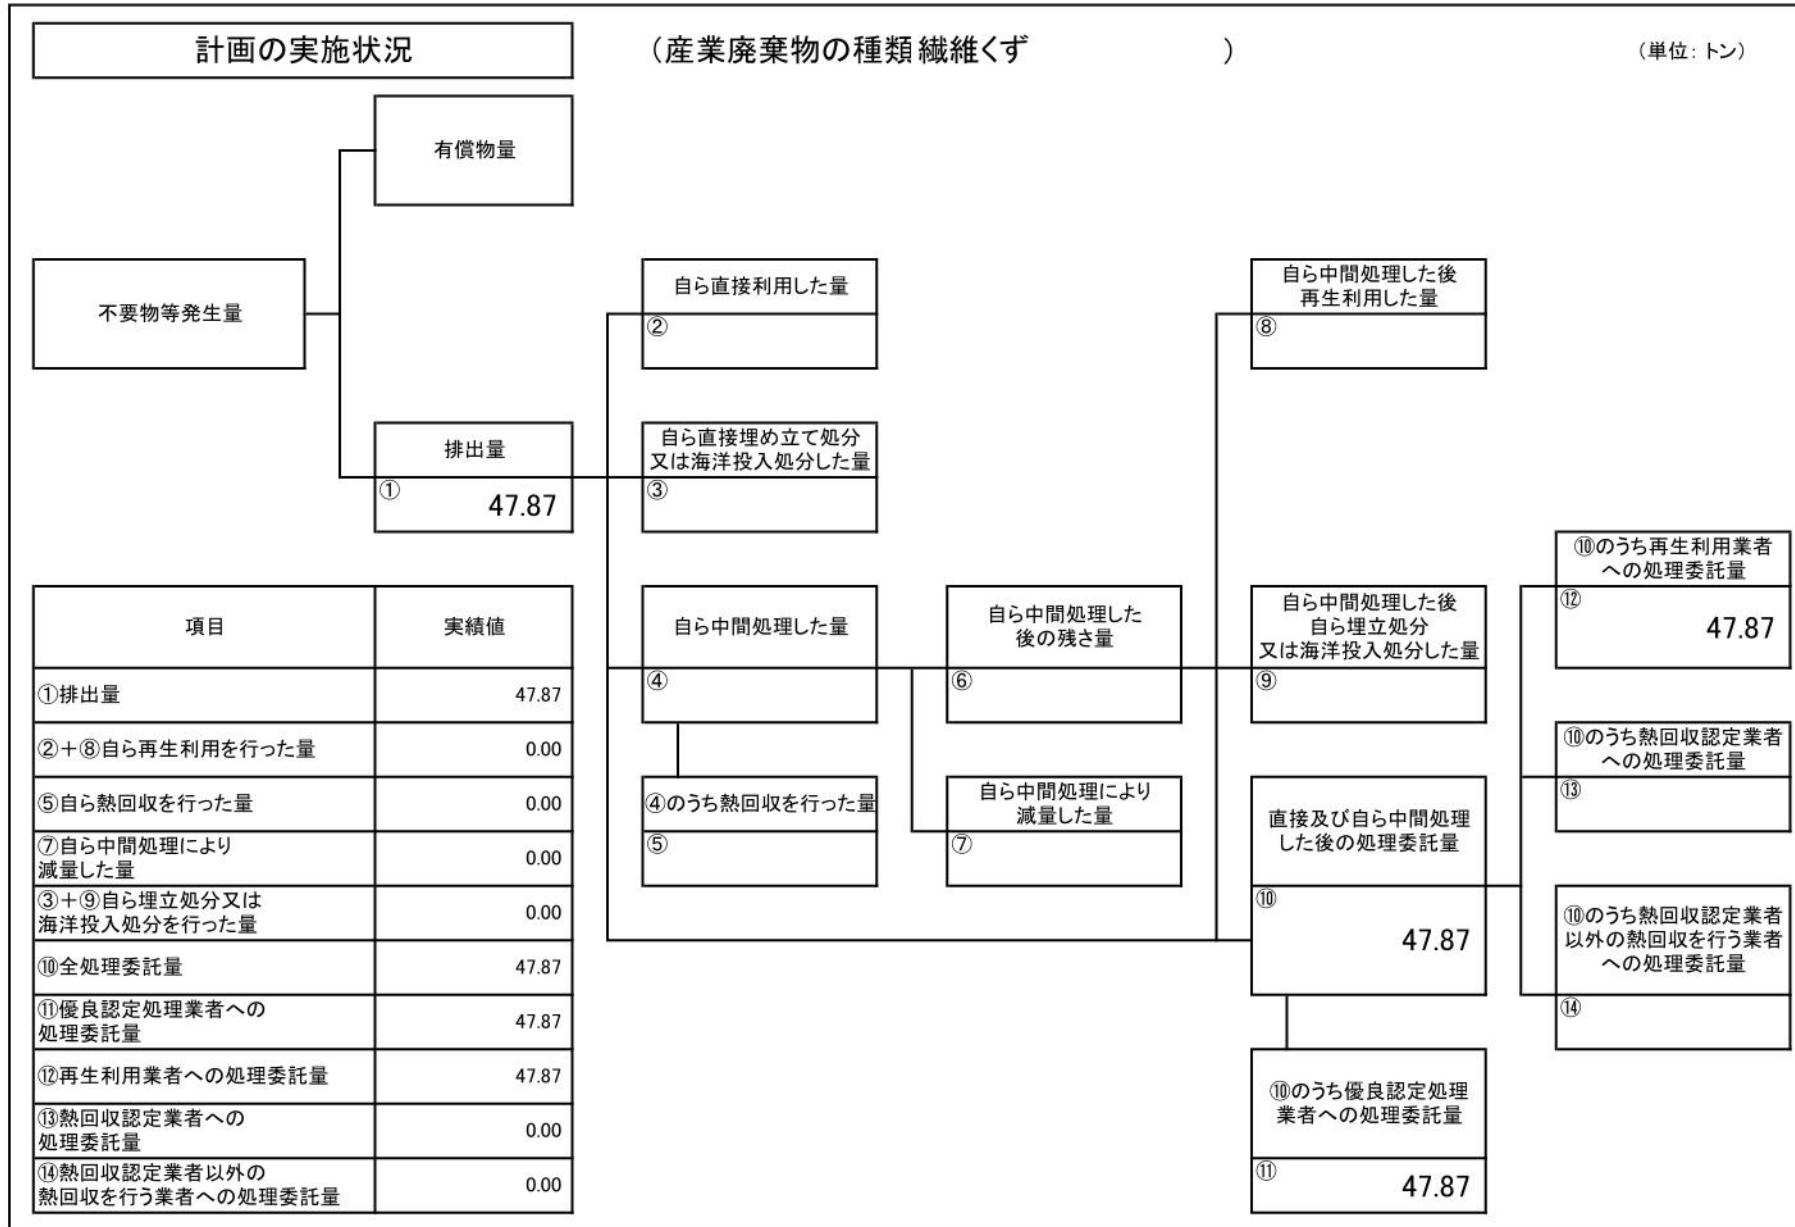 計画の実施状況
（産業廃棄物の種類 繊維くず ）
（単位：トン）
有償物量
不要物等発生量
自ら直接利用した量
②
自ら中間処理した後
再生利用した量
⑧
排出量
① 47.87
自ら直接埋め立て処分
又は海洋投入処分した量
③
⑩のうち再生利用業者
への処理委託量
⑫ 47.87
自ら中間処理した量
④
自ら中間処理した
後の残さ量
⑥
自ら中間処理した後
自ら埋立処分
又は海洋投入処分した量
⑨
⑩のうち熱回収認定業者
への処理委託量
⑬
④のうち熱回収を行った量
⑤
自ら中間処理により
減量した量
⑦
直接及び自ら中間処理
した後の処理委託量
⑩ 47.87
⑩のうち熱回収認定業者
以外の熱回収を行う業者
への処理委託量
⑭
⑩のうち優良認定処理
業者への処理委託量
⑪ 47.87
項目 実績値
①排出量 47.87
②＋⑧自ら再生利用を行った量 0.00
⑤自ら熱回収を行った量 0.00
⑦自ら中間処理により
減量した量 0.00
③＋⑨自ら埋立処分又は
海洋投入処分を行った量 0.00
⑩全処理委託量 47.87
⑪優良認定処理業者への
処理委託量 47.87
⑫再生利用業者への処理委託量 47.87
⑬熱回収認定業者への
処理委託量 0.00
⑭熱回収認定業者以外の
熱回収を行う業者への処理委託量 0.00